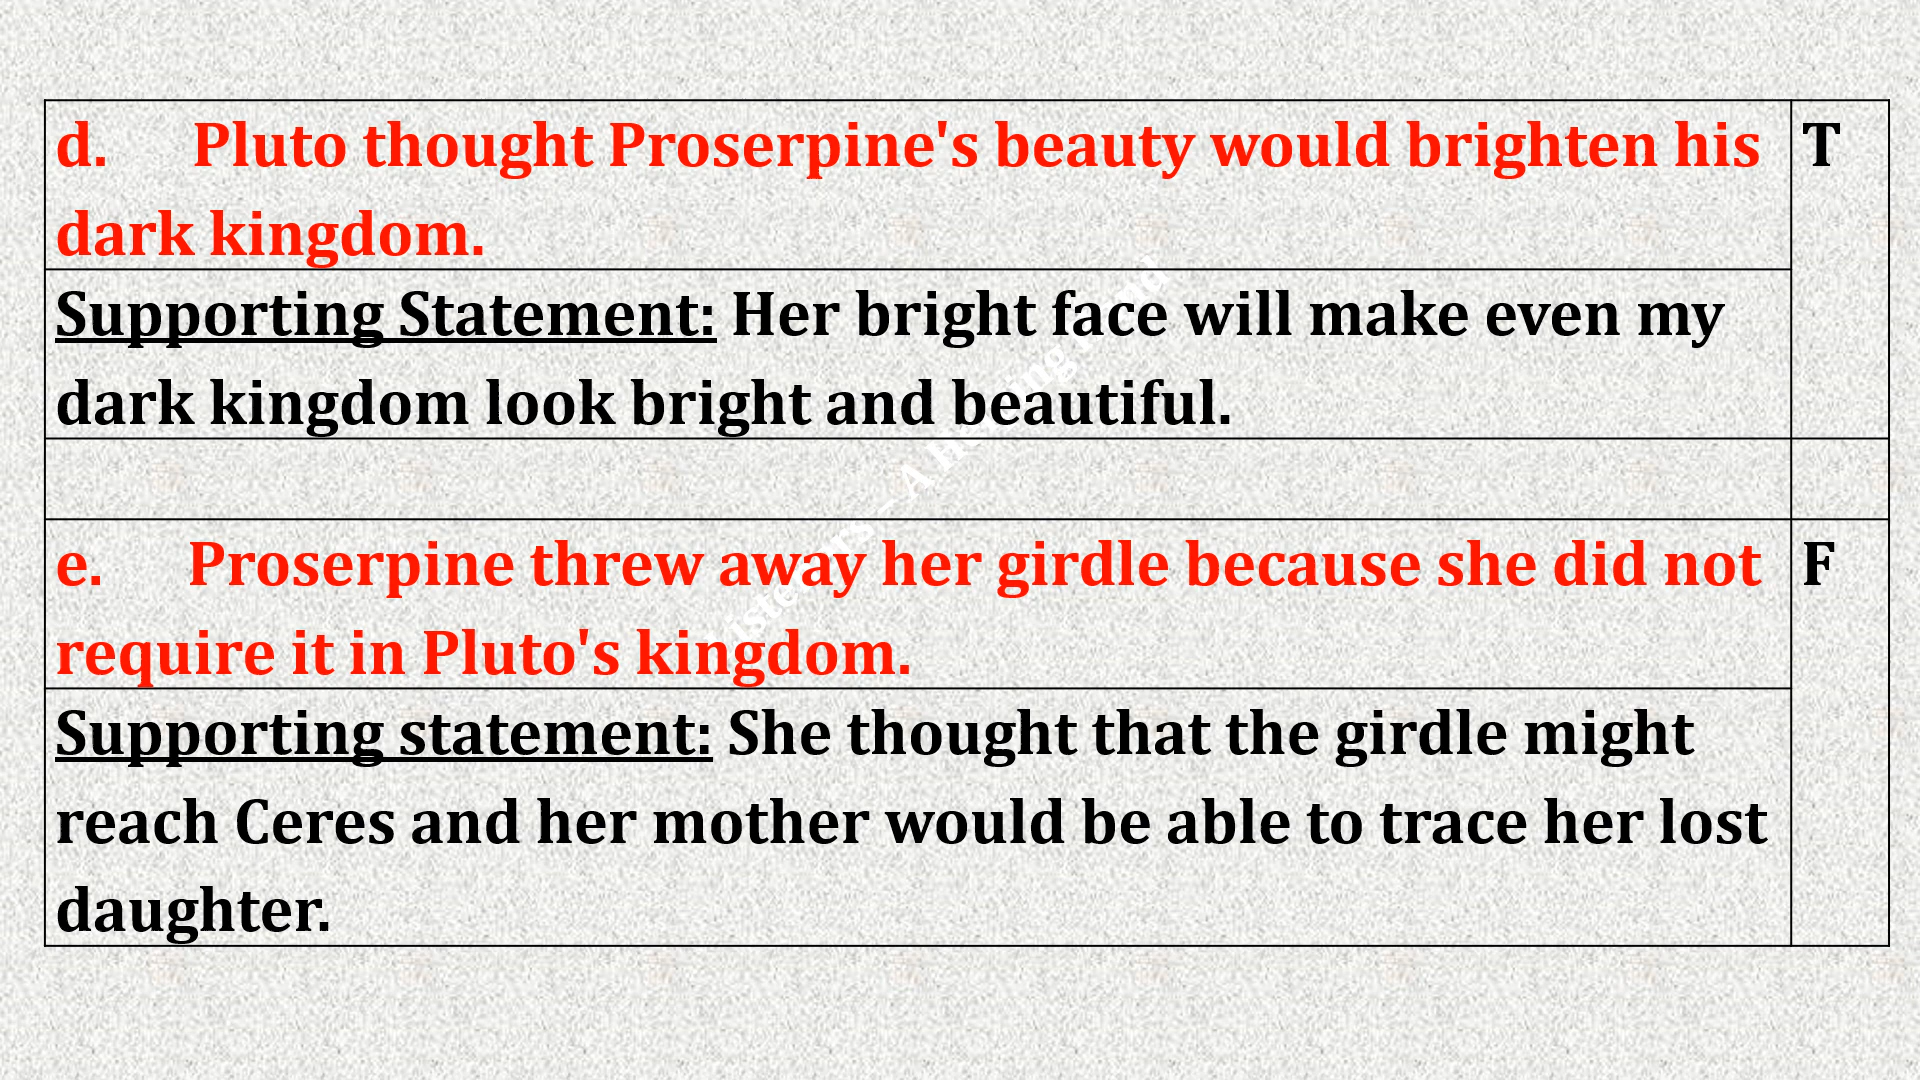 d. Pluto thought Proserpine's beauty would brighten his
T
dark kingdom.
Supporting Statement: Her bright face will make even my
dark kingdom look bright and beautiful.
e. Proserpine threw away her girdle because she did not
F
require it in Pluto's kingdom.
Supporting statement: She thought that the girdle might
reach Ceres and her mother would be able to trace her lost
daughter.